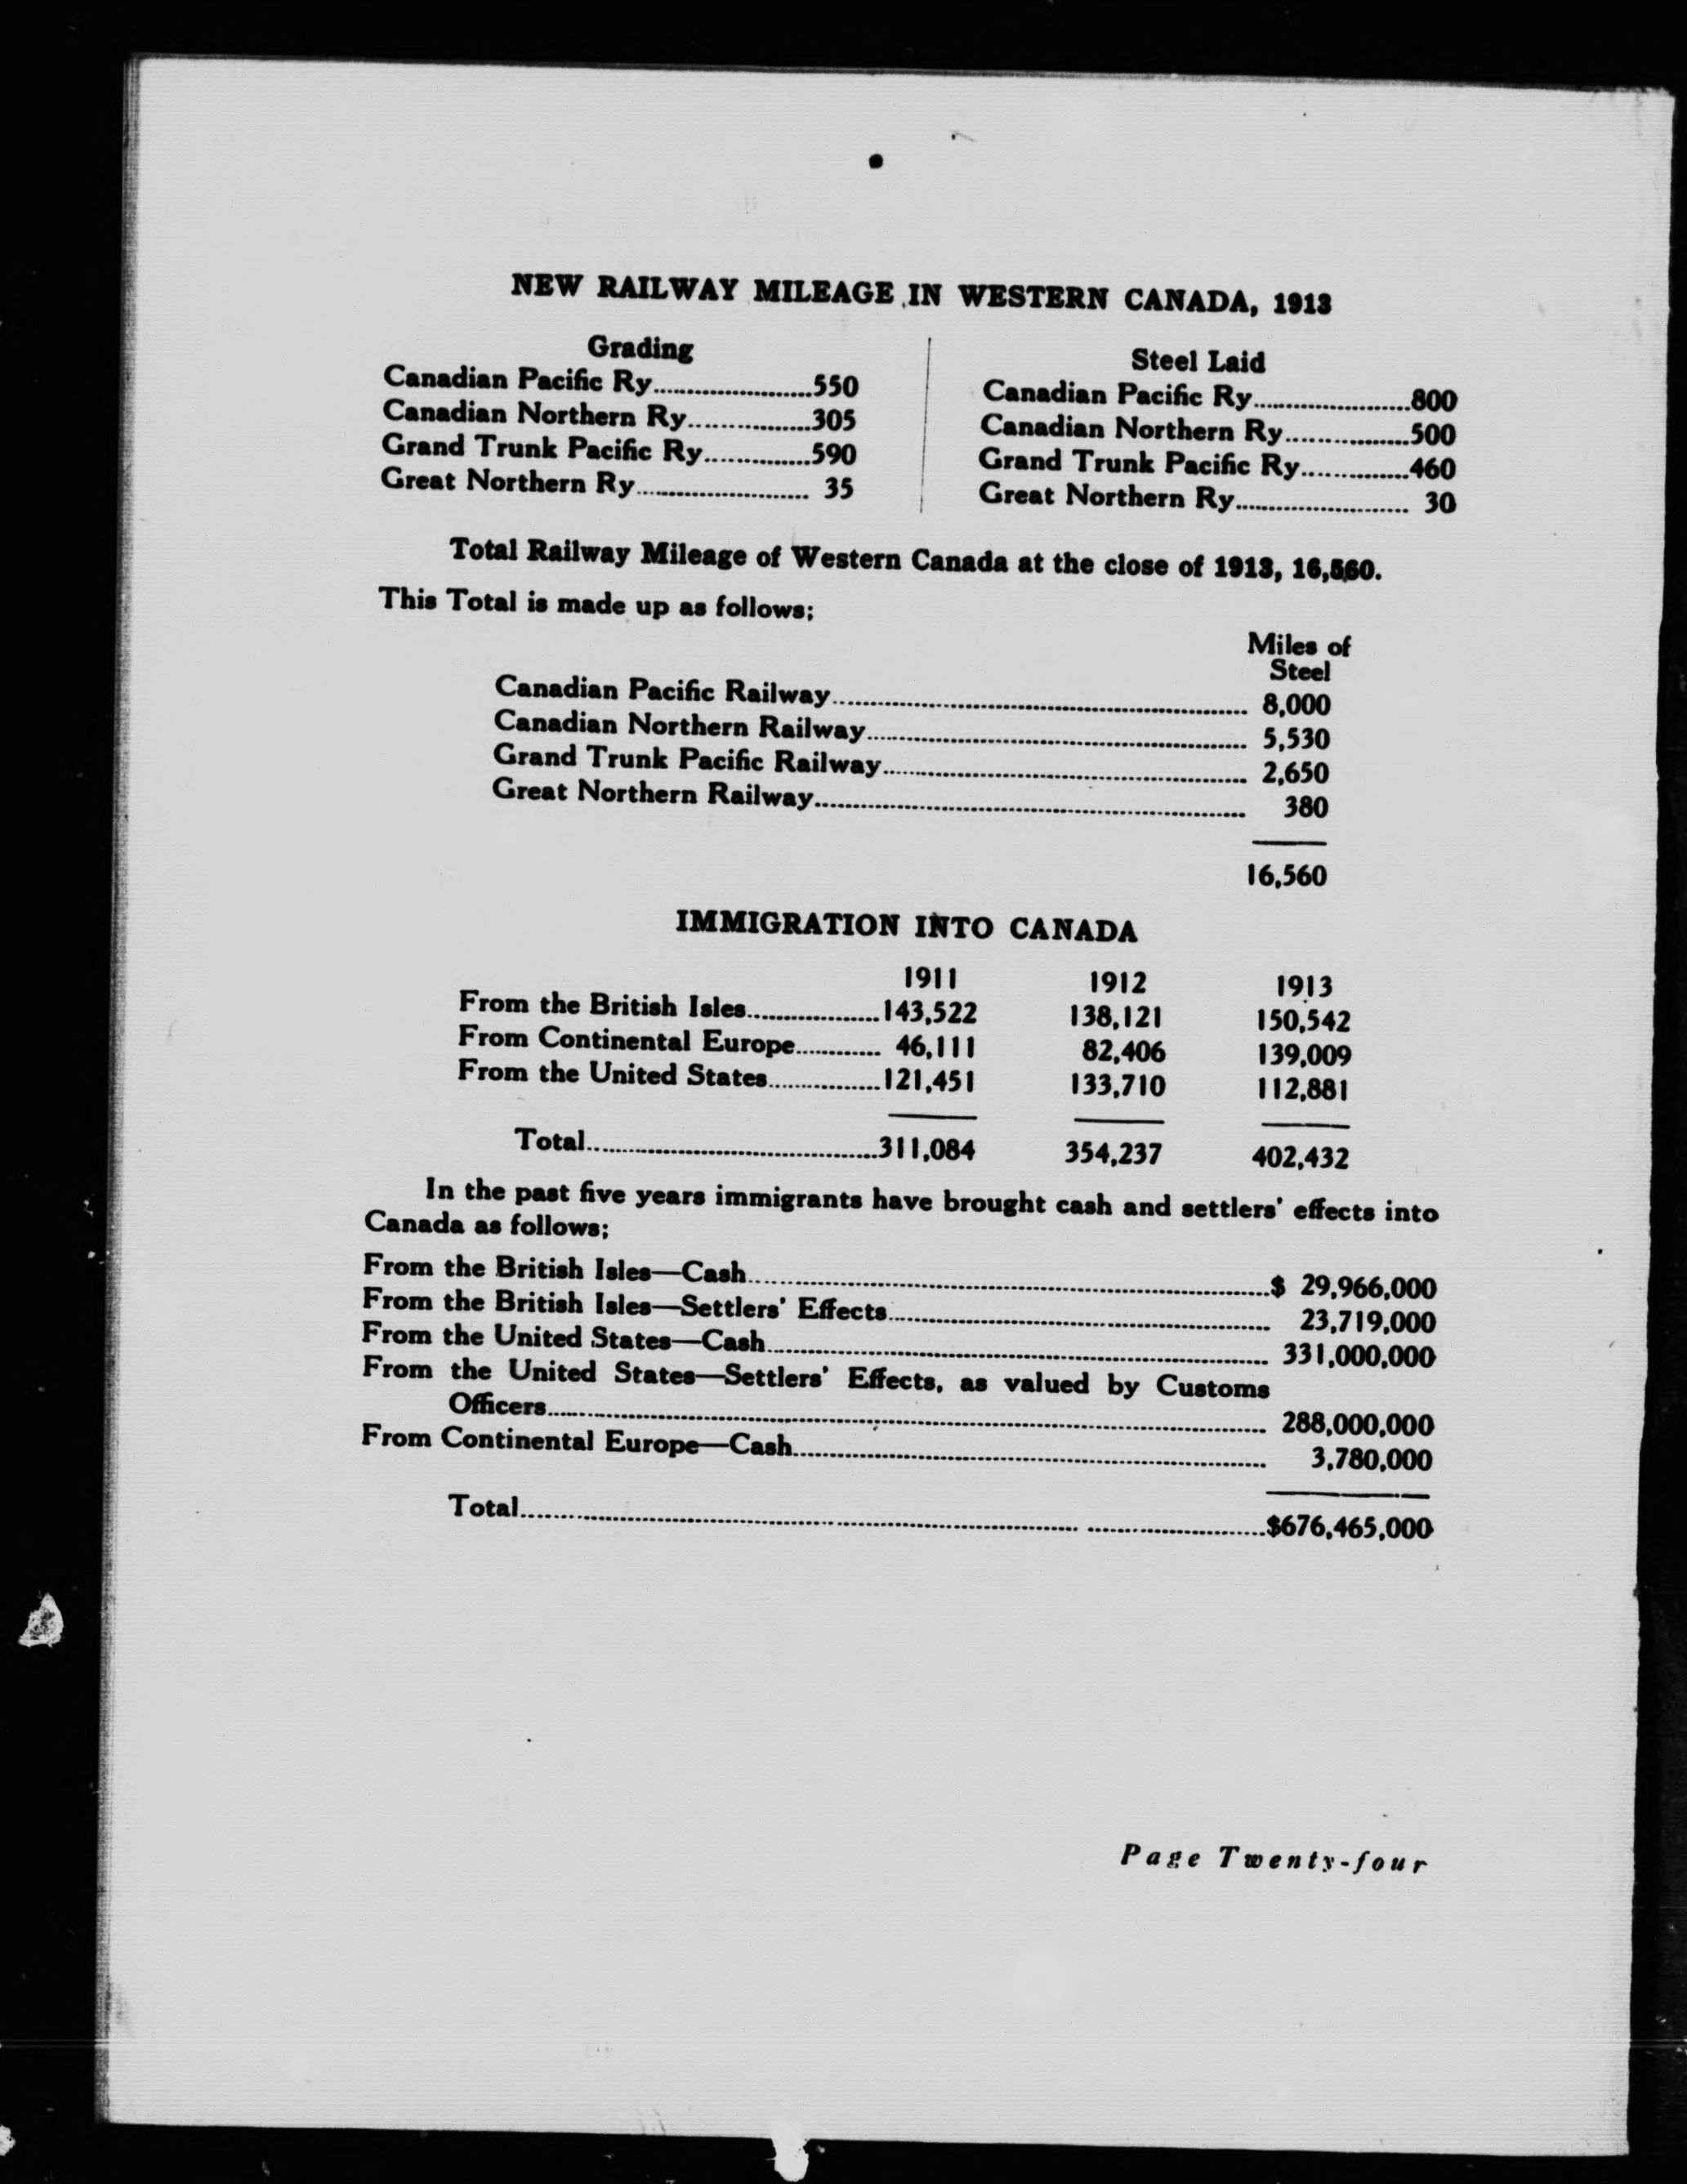 NEW RAILWAY MILEAGE IN WESTERN CANADA, 1913
Grading
Canadian Pacific Ry.......................550
Canadian Northern Ry.................305
Grand Trunk Pacific Ry...............590
Great Northern Ry......................... 35
Steel Laid
Canadian Pacific Ry.......................800
Canadian Northern Ry.................500
Grand Trunk Pacific Ry...............460
Great Northern Ry......................... 30
Total Railway Mileage of Western Canada at the close of 1913, 16,560.
This Total is made up as follows;
Miles of
Steel
Canadian Pacific Railway............................................................ 8,000
Canadian Northern Railway....................................................... 5,530
Grand Trunk Pacific Railway..................................................... 2,650
Great Northern Railway.............................................................. 380
16,560
IMMIGRATION INTO CANADA
1911 1912 1913
From the British Isles...................143,522 138,121 150,542
From Continental Europe............ 46,111 82,406 139,009
From the United States................121,451 133,710 112,881
Total..........................................311,084 354,237 402,432
In the past five years immigrants have brought cash and settlers' effects into
Canada as follows;
From the British Isles—Cash...........................................................................$ 29,966,000
From the British Isles—Settlers' Effects....................................................... 23,719,000
From the United States—Cash........................................................................ 331,000,000
From the United States—Settlers' Effects, as valued by Customs
Officers....................................................................................................... 288,000,000
From Continental Europe—Cash.................................................................... 3,780,000
Total...........................................................................................................$676,465,000
Page Twenty-four